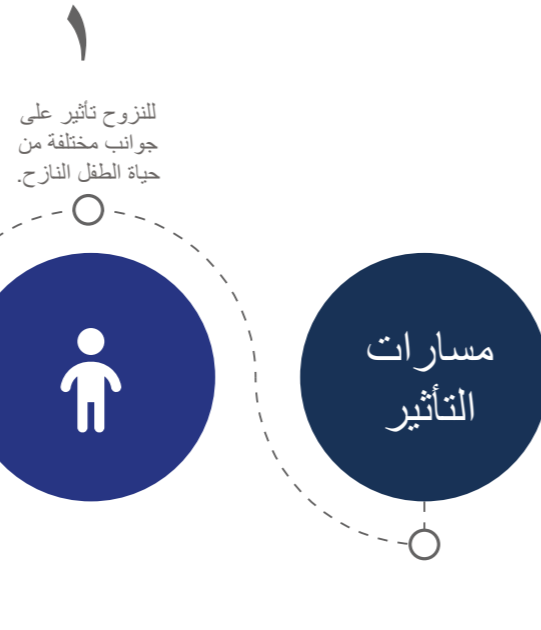 ١
للنزوح تأثير على
جوانب مختلفة من
حياة الطفل النازح.
مسارات
التأثير